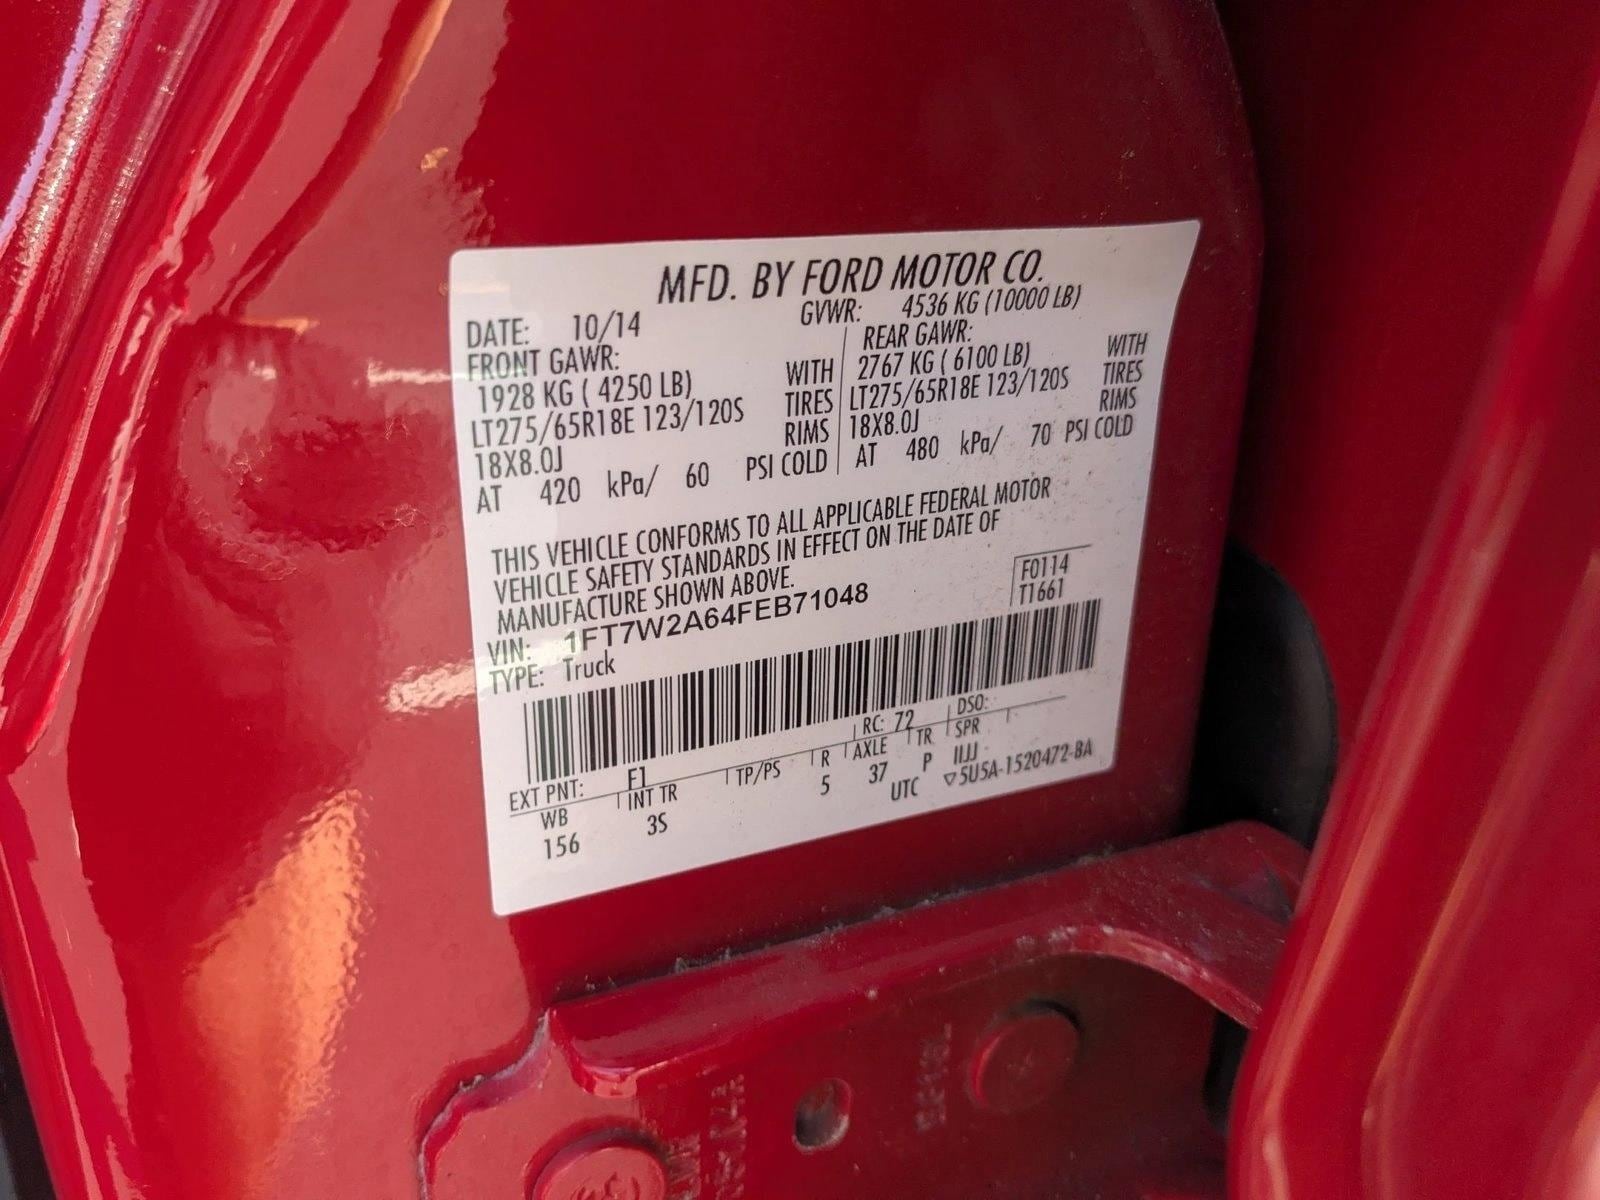 MFD. BY FORD MOTOR CO.
DATE: 10/14 GVWR: 4536 KG (10000 LB)
FRONT GAWR: REAR GAWR:
1928 KG ( 4250 LB) WITH 2767 KG ( 6100 LB) WITH
LT275/65R18E 123/120S TIRES LT275/65R18E 123/120S TIRES
18X8.0J RIMS 18X8.0J RIMS
AT 420 kPa/ 60 PSI COLD AT 480 kPa/ 70 PSI COLD
THIS VEHICLE CONFORMS TO ALL APPLICABLE FEDERAL MOTOR
VEHICLE SAFETY STANDARDS IN EFFECT ON THE DATE OF
MANUFACTURE SHOWN ABOVE.
F0114
T1661
VIN: 1FT7W2A64FEB71048
TYPE: Truck
EXT PNT: F1 RC: 72 DSO:
WB INT TR TP/PS R AXLE TR SPR
156 3S 5 37 P IIJJ
UTC ▽5U5A-1520472-BA